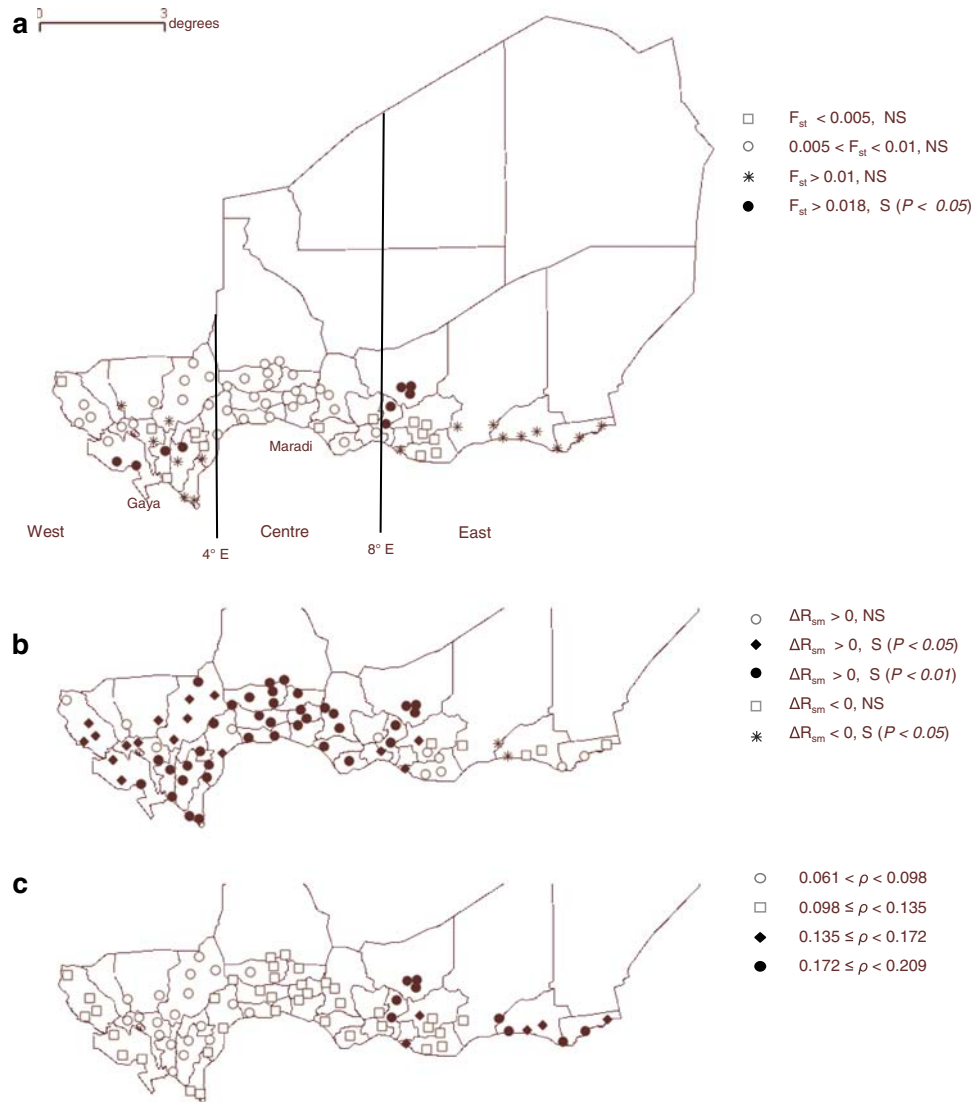 a
0 3
degrees
Fst < 0.005, NS
0.005 < Fst < 0.01, NS
Fst > 0.01, NS
Fst > 0.018, S (P < 0.05)
Maradi
Gaya
West Centre East
4° E
8° E
b
ΔRsm > 0, NS
ΔRsm > 0, S (P < 0.05)
ΔRsm > 0, S (P < 0.01)
ΔRsm < 0, NS
ΔRsm < 0, S (P < 0.05)
c
0.061 < ρ < 0.098
0.098 ≤ ρ < 0.135
0.135 ≤ ρ < 0.172
0.172 ≤ ρ < 0.209